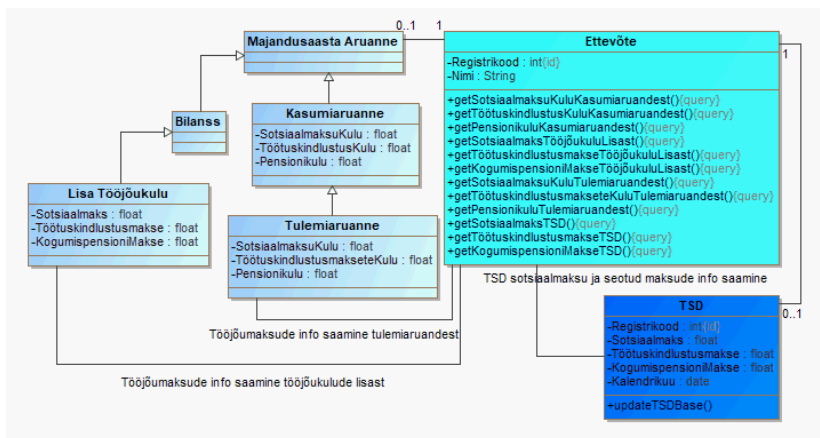 Majandusaasta Aruanne
0..1
1
Ettevõte
-Registrikood : int{id}
-Nimi : String
+getSotsiaalmaksuKuluKasumiaruandest(){query}
+getTöötuskindlustusKuluKasumiaruandest(){query}
+getPensionikuluKasumiaruandest(){query}
+getSotsiaalmaksTööjõukuluLisast(){query}
+getTöötuskindlustusmakseTööjõukuluLisast(){query}
+getKogumispensioniMakseTööjõukuluLisast(){query}
+getSotsiaalmaksuKuluTulemiaruandest(){query}
+getTöötuskindlustusmakseteKuluTulemiaruandest(){query}
+getPensionikuluTulemiaruandest(){query}
+getSotsiaalmaksTSD(){query}
+getTöötuskindlustusmakseTSD(){query}
+getKogumispensioniMakseTSD(){query}
1
Bilanss
Kasumiaruanne
-SotsiaalmaksuKulu : float
-TöötuskindlustusKulu : float
-Pensionikulu : float
Lisa Tööjõukulu
-Sotsiaalmaks : float
-Töötuskindlustusmakse : float
-KogumispensioniMakse : float
Tulemiaruanne
-SotsiaalmaksuKulu : float
-TöötuskindlustusmakseteKulu : float
-Pensionikulu : float
TSD sotsiaalmaksu ja seotud maksude info saamine
TSD
0..1
-Registrikood : int{id}
-Sotsiaalmaks : float
-Töötuskindlustusmakse : float
-KogumispensioniMakse : float
-Kalendrikuu : date
+updateTSDBase()
Tööjõumaksude info saamine tulemiaruandest
Tööjõumaksude info saamine tööjõukulude lisast